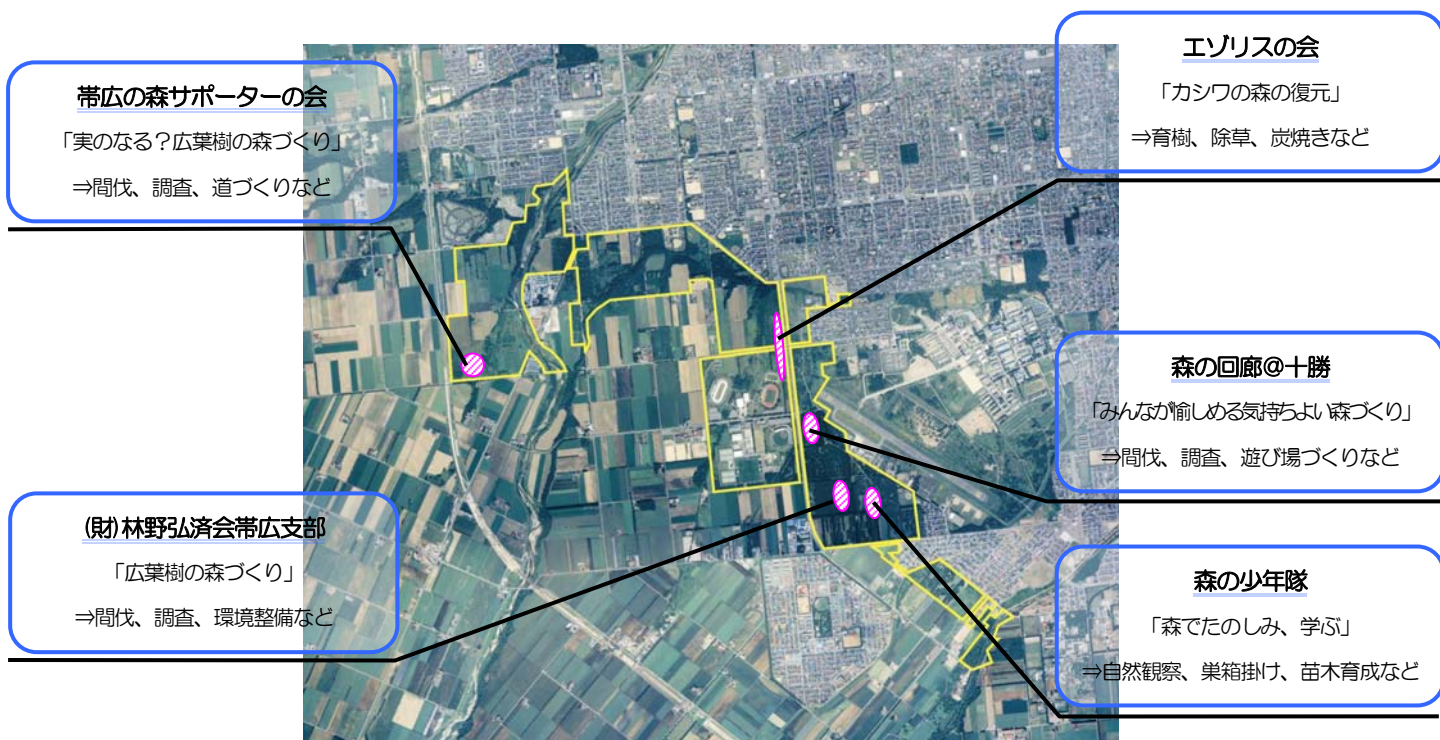 帯広の森サポーターの会
「実のなる?広葉樹の森づくり」
⇒間伐、調査、道づくりなど
エゾリスの会
「カシワの森の復元」
⇒育樹、除草、炭焼きなど
森の回廊@十勝
「みんなが愉しめる気持ちよい森づくり」
⇒間伐、調査、遊び場づくりなど
(財)林野弘済会帯広支部
「広葉樹の森づくり」
⇒間伐、調査、環境整備など
森の少年隊
「森でたのしみ、学ぶ」
⇒自然観察、巣箱掛け、苗木育成など